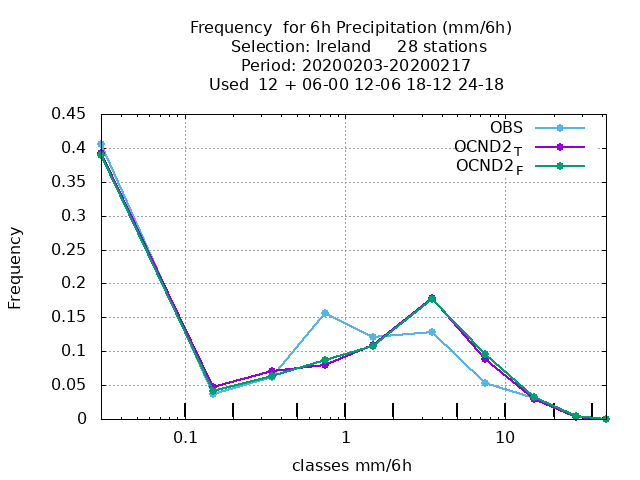 Frequency  for 6h Precipitation (mm/6h)
Selection: Ireland     28 stations
Period: 20200203-20200217
Used  12 + 06-00 12-06 18-12 24-18
OBS
OCND2T
OCND2F
Frequency
0.45
0.4
0.35
0.3
0.25
0.2
0.15
0.1
0.05
0
0.1 1 10
classes mm/6h